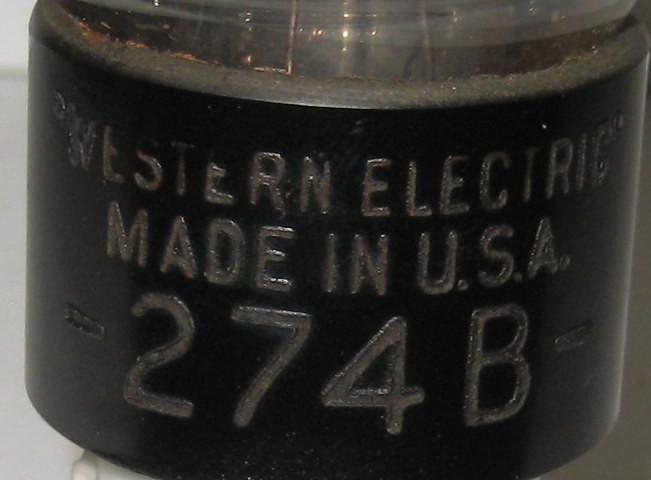 "WESTERN ELECTRIC"
MADE IN U.S.A.
-274B-